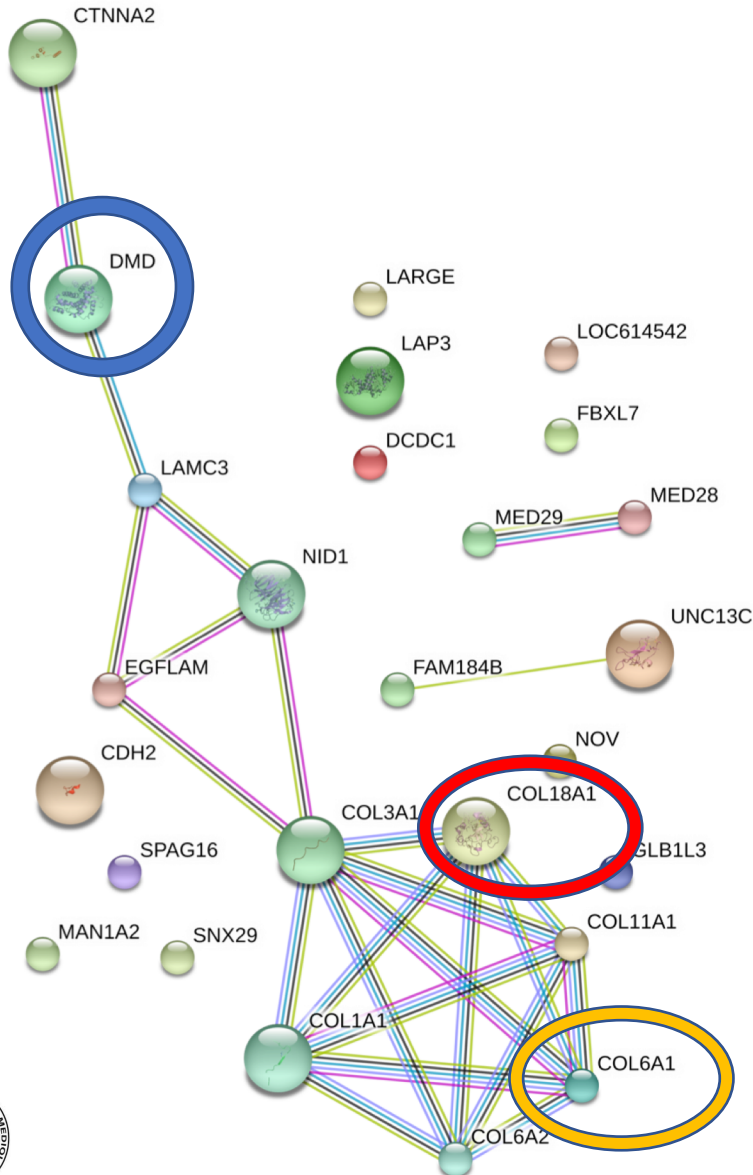 CTNNA2
DMD
LARGE
LOC614542
LAP3
FBXL7
DCDC1
LAMC3
MED28
MED29
NID1
UNC13C
EGFLAM
FAM184B
NOV
CDH2
COL18A1
COL3A1
SPAG16
GLB1L3
COL11A1
MAN1A2
SNX29
COL1A1
COL6A1
COL6A2